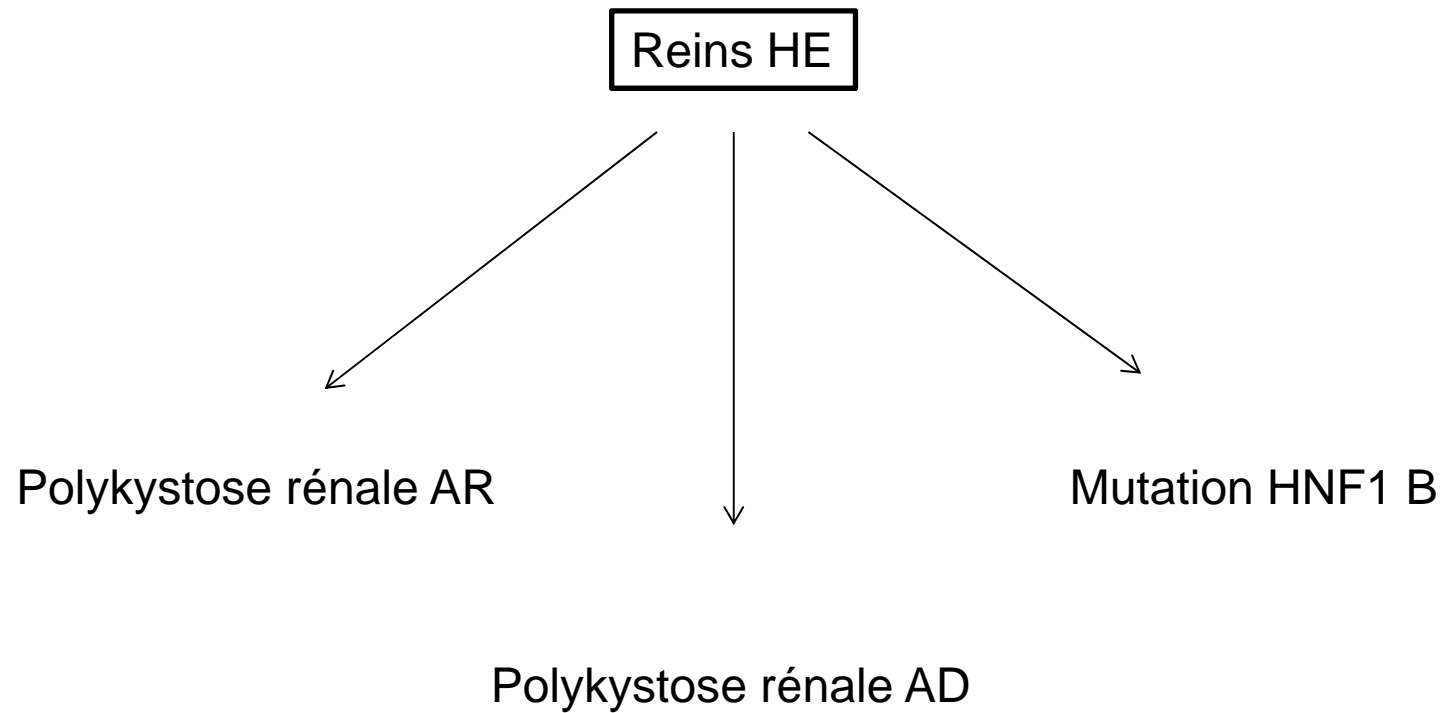 Reins HE
Polykystose rénale AR
Mutation HNF1 B
Polykystose rénale AD